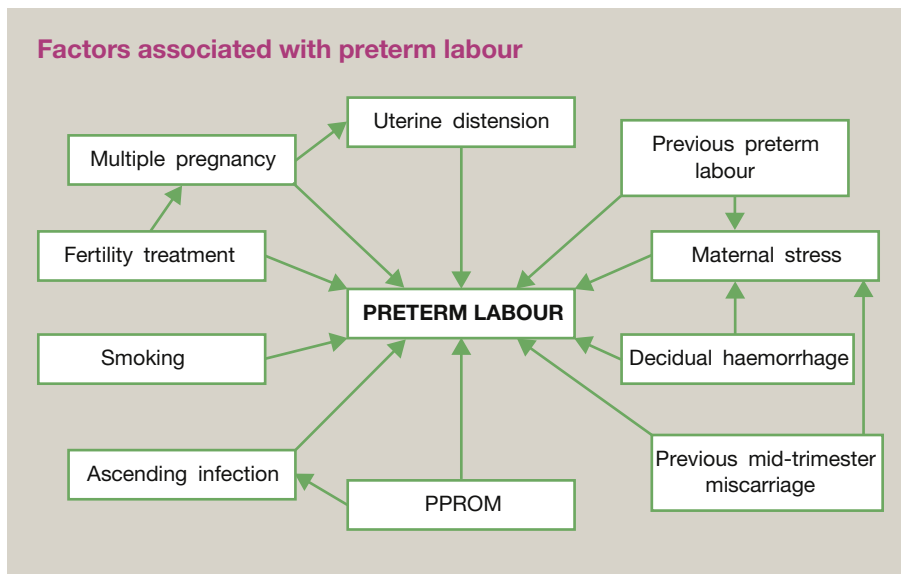 Factors associated with preterm labour
Uterine distension
Multiple pregnancy
Previous preterm
labour
Fertility treatment
Maternal stress
PRETERM LABOUR
Smoking
Decidual haemorrhage
Ascending infection
PPROM
Previous mid-trimester
miscarriage